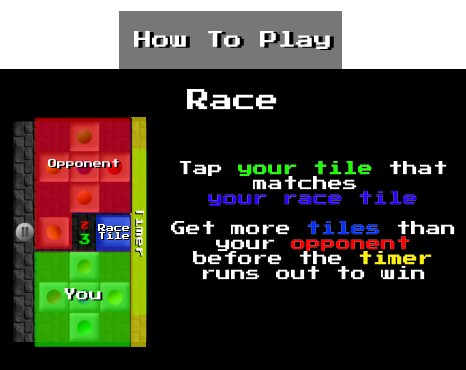 How To Play
Race
Opponent
2
3
Race
Tile
Timer
You
Tap your tile that
matches
your race tile
Get more tiles than
your opponent
before the timer
runs out to win